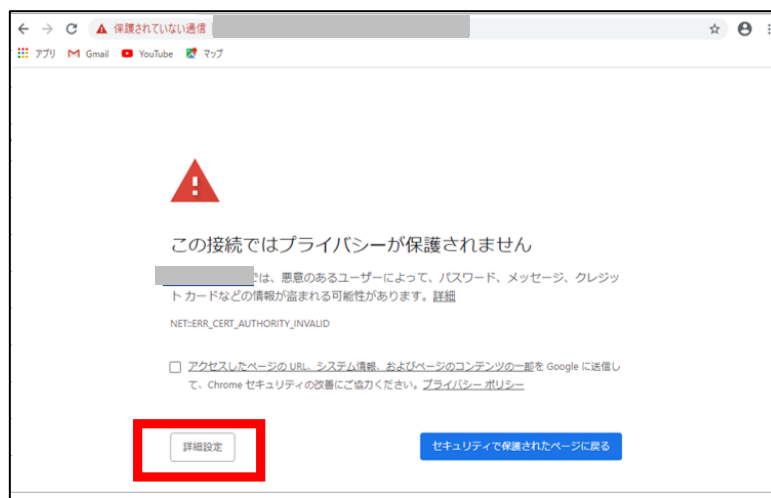 保護されていない通信
アプリ Gmail YouTube マップ
この接続ではプライバシーが保護されません
では、悪意のあるユーザーによって、パスワード、メッセージ、クレジッ
ト カードなどの情報が盗まれる可能性があります。詳細
NET::ERR_CERT_AUTHORITY_INVALID
アクセスしたページの URL、システム情報、およびページのコンテンツの一部を Google に送信し
て、Chrome セキュリティの改善にご協力ください。プライバシー ポリシー
詳細設定 セキュリティで保護されたページに戻る